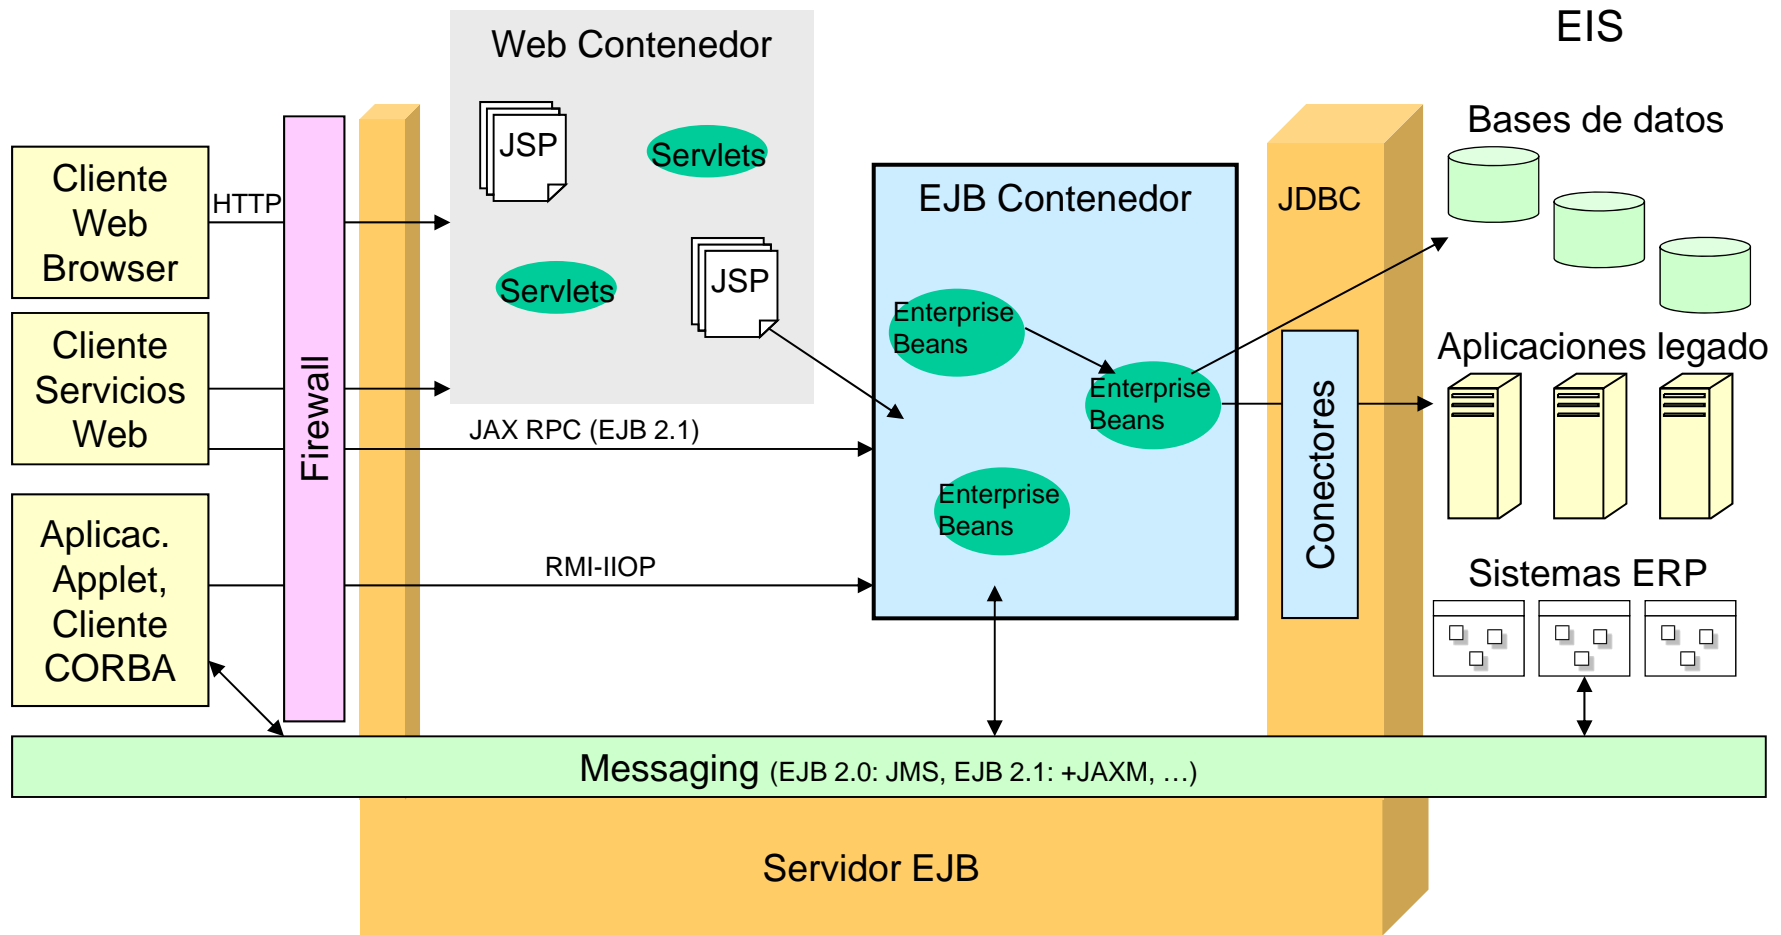 Web Contenedor
EIS
JSP
Servlets
Servlets
JSP
Cliente
Web
Browser
HTTP
Cliente
Servicios
Web
Aplicac.
Applet,
Cliente
CORBA
Firewall
JAX RPC (EJB 2.1)
RMI-IIOP
EJB Contenedor
Enterprise
Beans
Enterprise
Beans
Enterprise
Beans
JDBC
Conectores
Bases de datos
Aplicaciones legado
Sistemas ERP
Messaging (EJB 2.0: JMS, EJB 2.1: +JAXM, …)
Servidor EJB